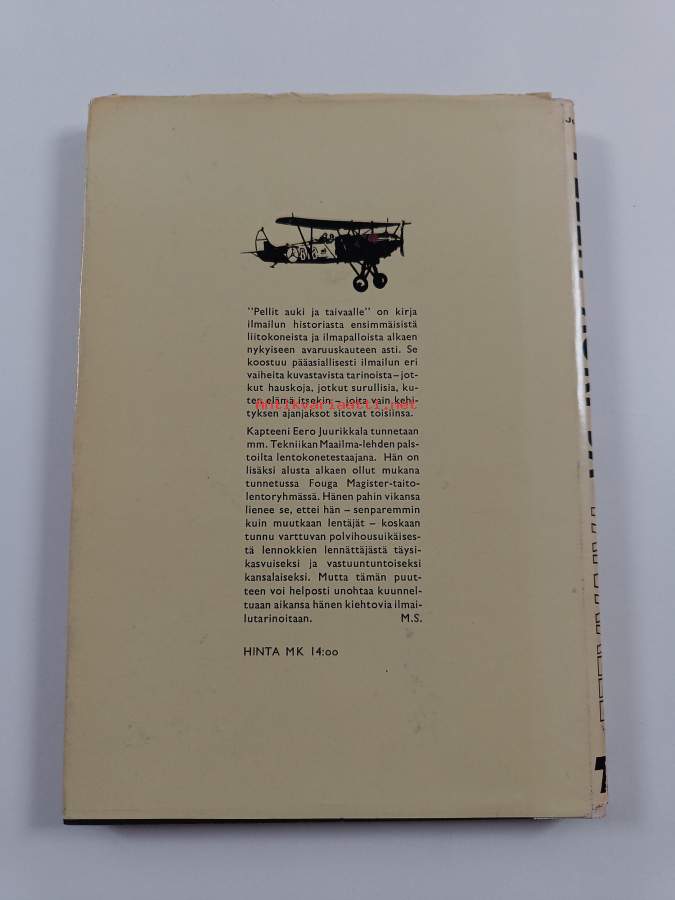 "Pellit auki ja taivaalle" on kirja
ilmailun historiasta ensimmäisistä
liitokoneista ja ilmapalloista alkaen
nykyiseen avaruuskauteen asti. Se
koostuu pääasiallisesti ilmailun eri
vaiheita kuvastavista tarinoista–jot-
kut hauskoja, jotkut surullisia, ku-
ten elämä itsekin – joita vain kehi-
Antikvariaatti.net
tyksen ajanjaksot sitovat toisiinsa.
Kapteeni Eero Juurikkala tunnetaan
mm. Tekniikan Maailma-lehden pals-
toilta lentokonetestaajana. Hän on
lisäksi alusta alkaen ollut mukana
tunnetussa Fouga Magister-taito-
lentoryhmässä. Hänen pahin vikansa
lienee se, ettei hän – senparemmin
kuin muutkaan lentäjät – koskaan
tunnu varttuvan polvihousuikäises-
tä lennokkien lennättäjästä täysi-
kasvuiseksi ja vastuuntuntoiseksi
kansalaiseksi. Mutta tämän puut-
teen voi helposti unohtaa kuunnel-
tuaan aikansa hänen kiehtovia ilmai-
lutarinoitaan. M.S.
HINTA MK 14:00